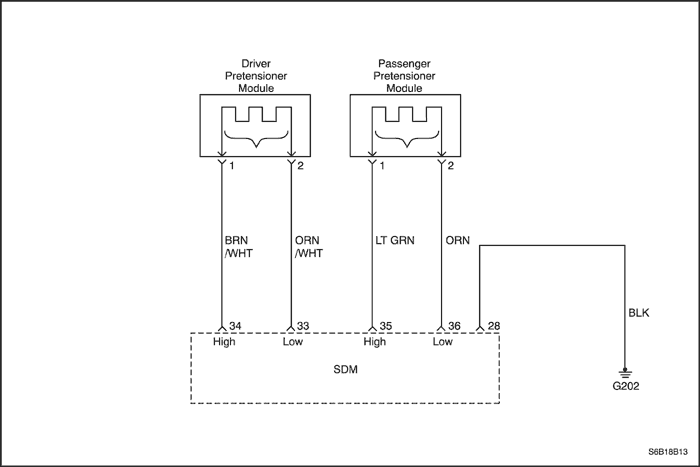 Driver
Pretensioner
Module
Passenger
Pretensioner
Module
1
2
1
2
BRN
/WHT
ORN
/WHT
LT GRN
ORN
BLK
34
33
35
36
28
High
Low
High
Low
SDM
G202
S6B18B13